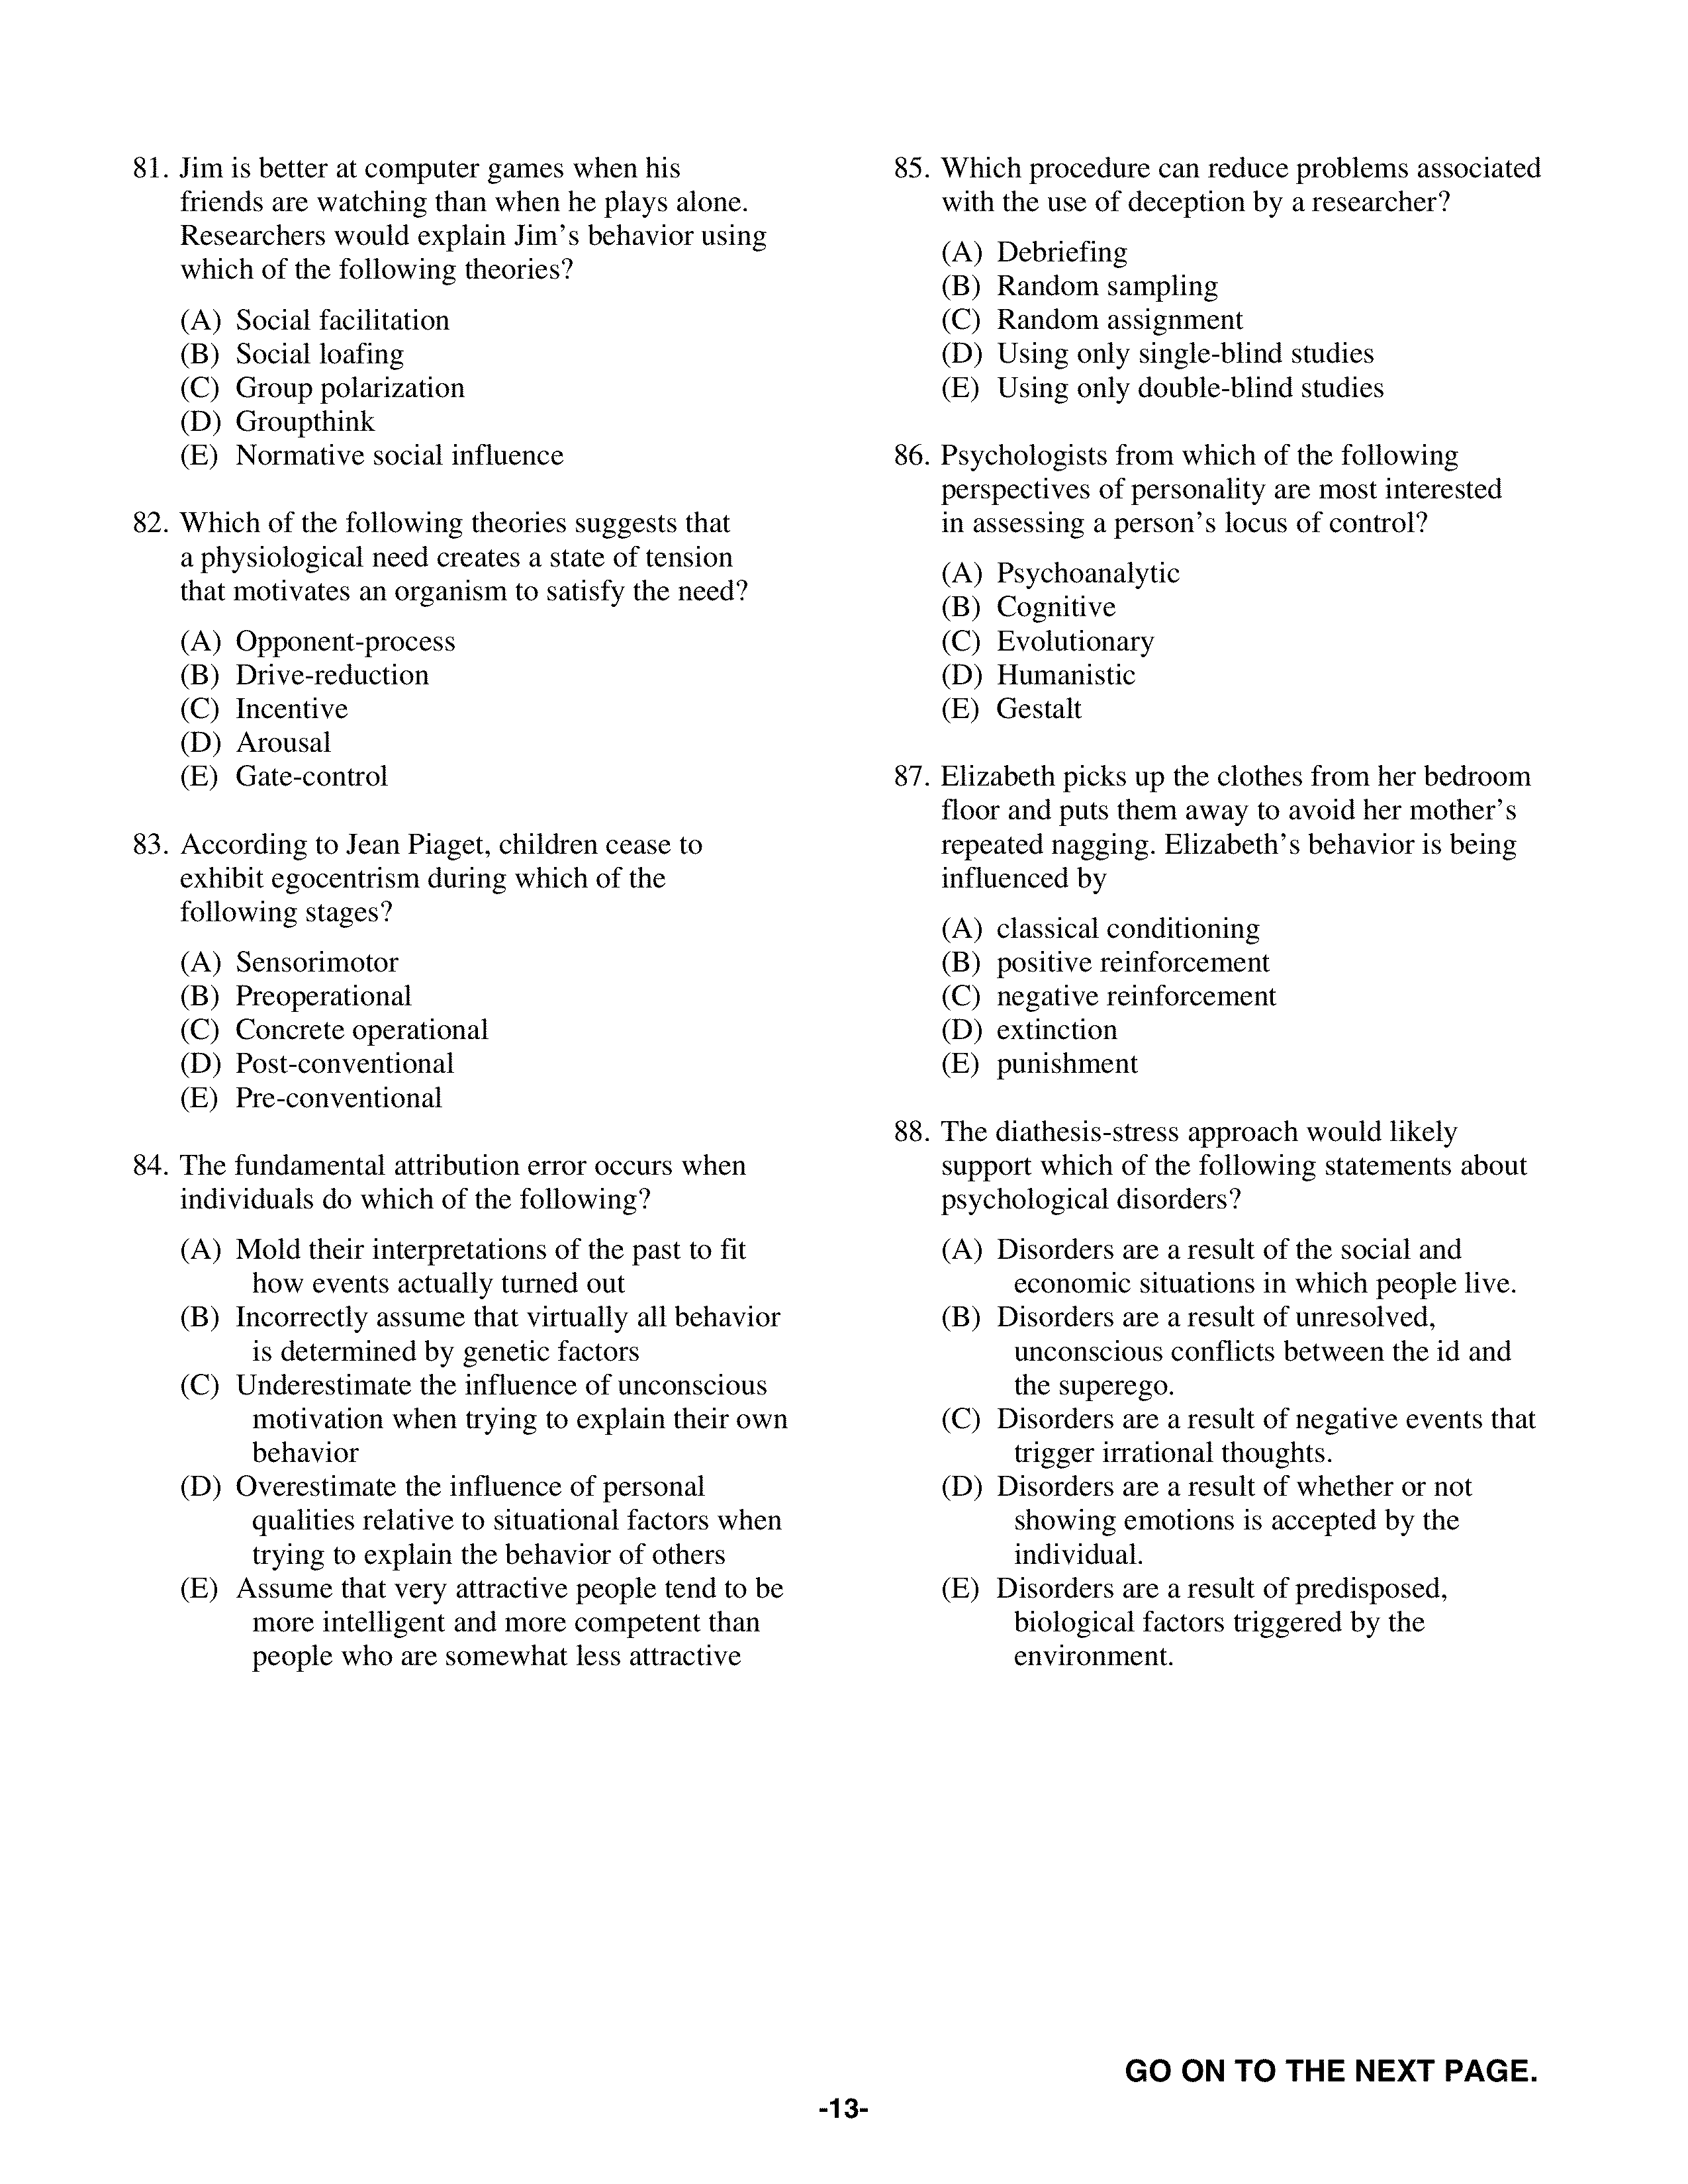 81. Jim is better at computer games when his
friends are watching than when he plays alone.
Researchers would explain Jim's behavior using
which of the following theories?
(A) Social facilitation
(B) Social loafing
(C) Group polarization
(D) Groupthink
(E) Normative social influence
82. Which of the following theories suggests that
a physiological need creates a state of tension
that motivates an organism to satisfy the need?
(A) Opponent-process
(B) Drive-reduction
(C) Incentive
(D) Arousal
(E) Gate-control
83. According to Jean Piaget, children cease to
exhibit egocentrism during which of the
following stages?
(A) Sensorimotor
(B) Preoperational
(C) Concrete operational
(D) Post-conventional
(E) Pre-conventional
84. The fundamental attribution error occurs when
individuals do which of the following?
(A) Mold their interpretations of the past to fit
how events actually turned out
(B) Incorrectly assume that virtually all behavior
is determined by genetic factors
(C) Underestimate the influence of unconscious
motivation when trying to explain their own
behavior
(D) Overestimate the influence of personal
qualities relative to situational factors when
trying to explain the behavior of others
(E) Assume that very attractive people tend to be
more intelligent and more competent than
people who are somewhat less attractive
85. Which procedure can reduce problems associated
with the use of deception by a researcher?
(A) Debriefing
(B) Random sampling
(C) Random assignment
(D) Using only single-blind studies
(E) Using only double-blind studies
86. Psychologists from which of the following
perspectives of personality are most interested
in assessing a person's locus of control?
(A) Psychoanalytic
(B) Cognitive
(C) Evolutionary
(D) Humanistic
(E) Gestalt
87. Elizabeth picks up the clothes from her bedroom
floor and puts them away to avoid her mother's
repeated nagging. Elizabeth's behavior is being
influenced by
(A) classical conditioning
(B) positive reinforcement
(C) negative reinforcement
(D) extinction
(E) punishment
88. The diathesis-stress approach would likely
support which of the following statements about
psychological disorders?
(A) Disorders are a result of the social and
economic situations in which people live.
(B) Disorders are a result of unresolved,
unconscious conflicts between the id and
the superego.
(C) Disorders are a result of negative events that
trigger irrational thoughts.
(D) Disorders are a result of whether or not
showing emotions is accepted by the
individual.
(E) Disorders are a result of predisposed,
biological factors triggered by the
environment.
GO ON TO THE NEXT PAGE.
-13-